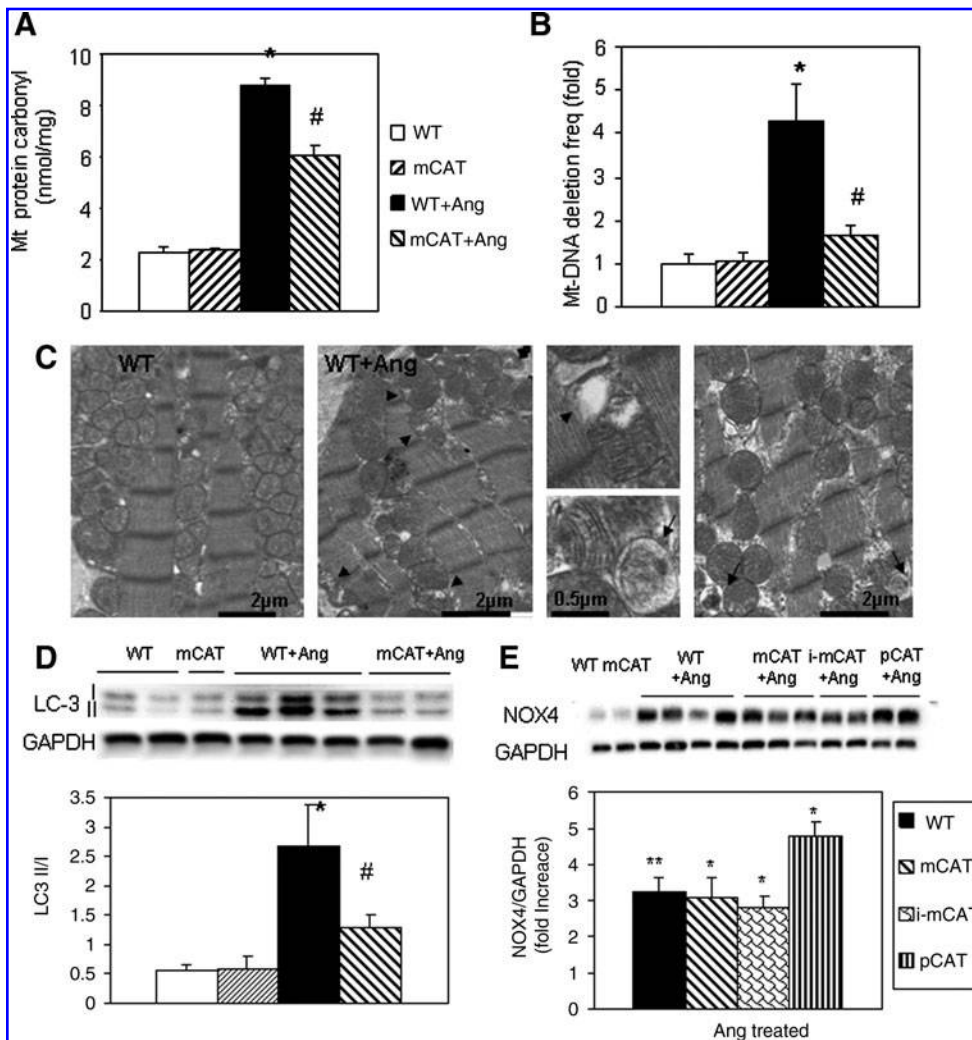 A
Mt protein carbonyl
(nmol/mg)
10
8
6
4
2
0
*
#
WT
mCAT
WT+Ang
mCAT+Ang
B
Mt-DNA deletion freq (fold)
6
5
4
3
2
1
0
*
#
C
WT
2μm
WT+Ang
2μm
0.5μm
2μm
D
WT mCAT WT+Ang mCAT+Ang
LC-3 I
II
GAPDH
LC3 II/I
3.5
3
2.5
2
1.5
1
0.5
0
*
#
E
WT mCAT WT +Ang mCAT +Ang i-mCAT +Ang pCAT +Ang
NOX4
GAPDH
NOX4/GAPDH
(fold Increace)
6
5
4
3
2
1
0
** * * *
Ang treated
WT
mCAT
i-mCAT
pCAT